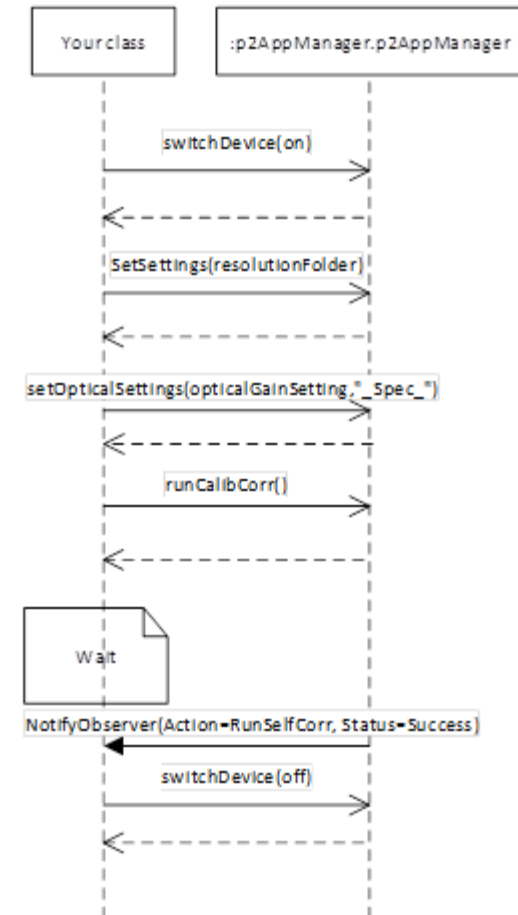 Your class
:p2AppManager.p2AppManager
switchDevice(on)
SetSettings(resolutionFolder)
setOpticalSettings(opticalGainSetting,"_Spec_")
runCalibCorr()
Wait
NotifyObserver(Action=RunSelfCorr, Status=Success)
switchDevice(off)